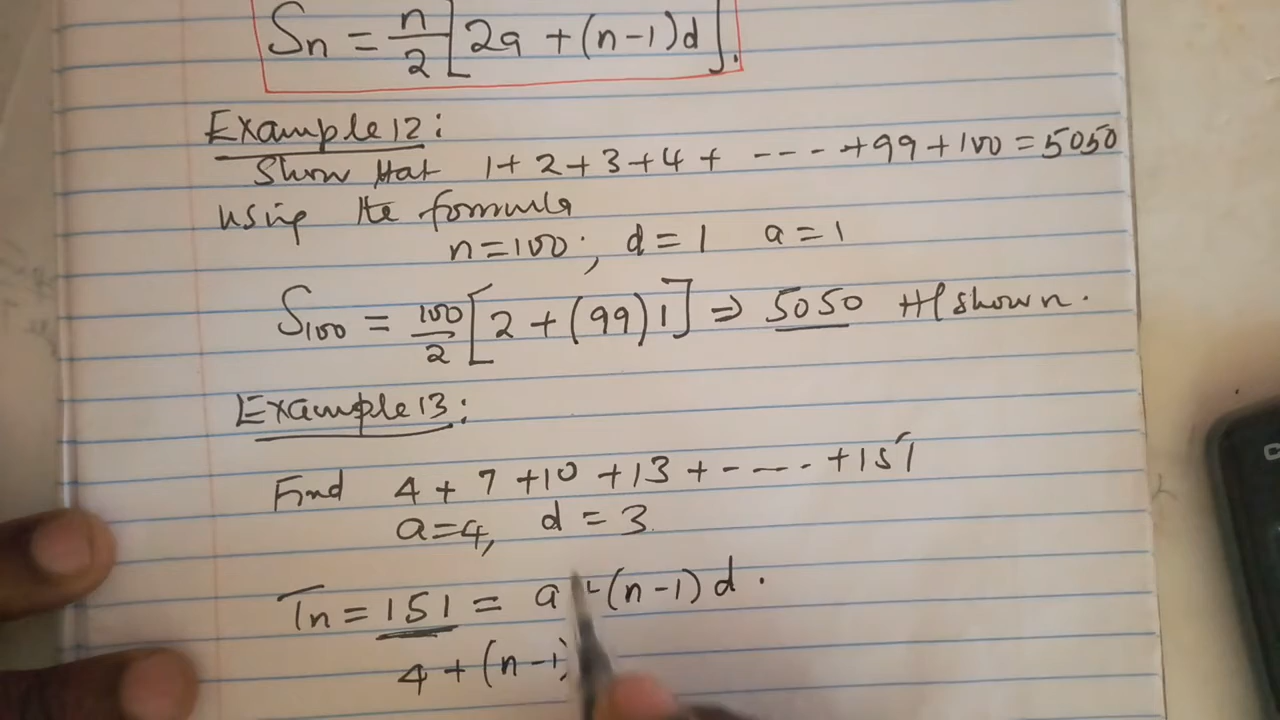 Sn = n/2 [2a + (n-1)d].
Example 12:
Show that 1+2+3+4+ ---- +99+100 = 5050
using the formula
n=100; d=1 a=1
S100 = 100/2 [2+(99)1] ⇒ 5050 shown.
Example 13:
Find 4+7+10+13+----+151
a=4, d=3
Tn = 151 = a+(n-1)d.
4+(n-1)